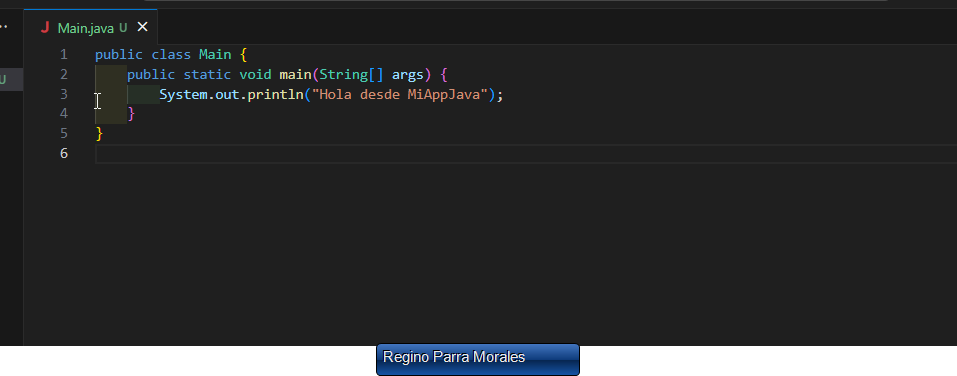 Main.java U
1 public class Main {
2 public static void main(String[] args) {
3 System.out.println("Hola desde MiAppJava");
4 }
5 }
6
U
Regino Parra Morales